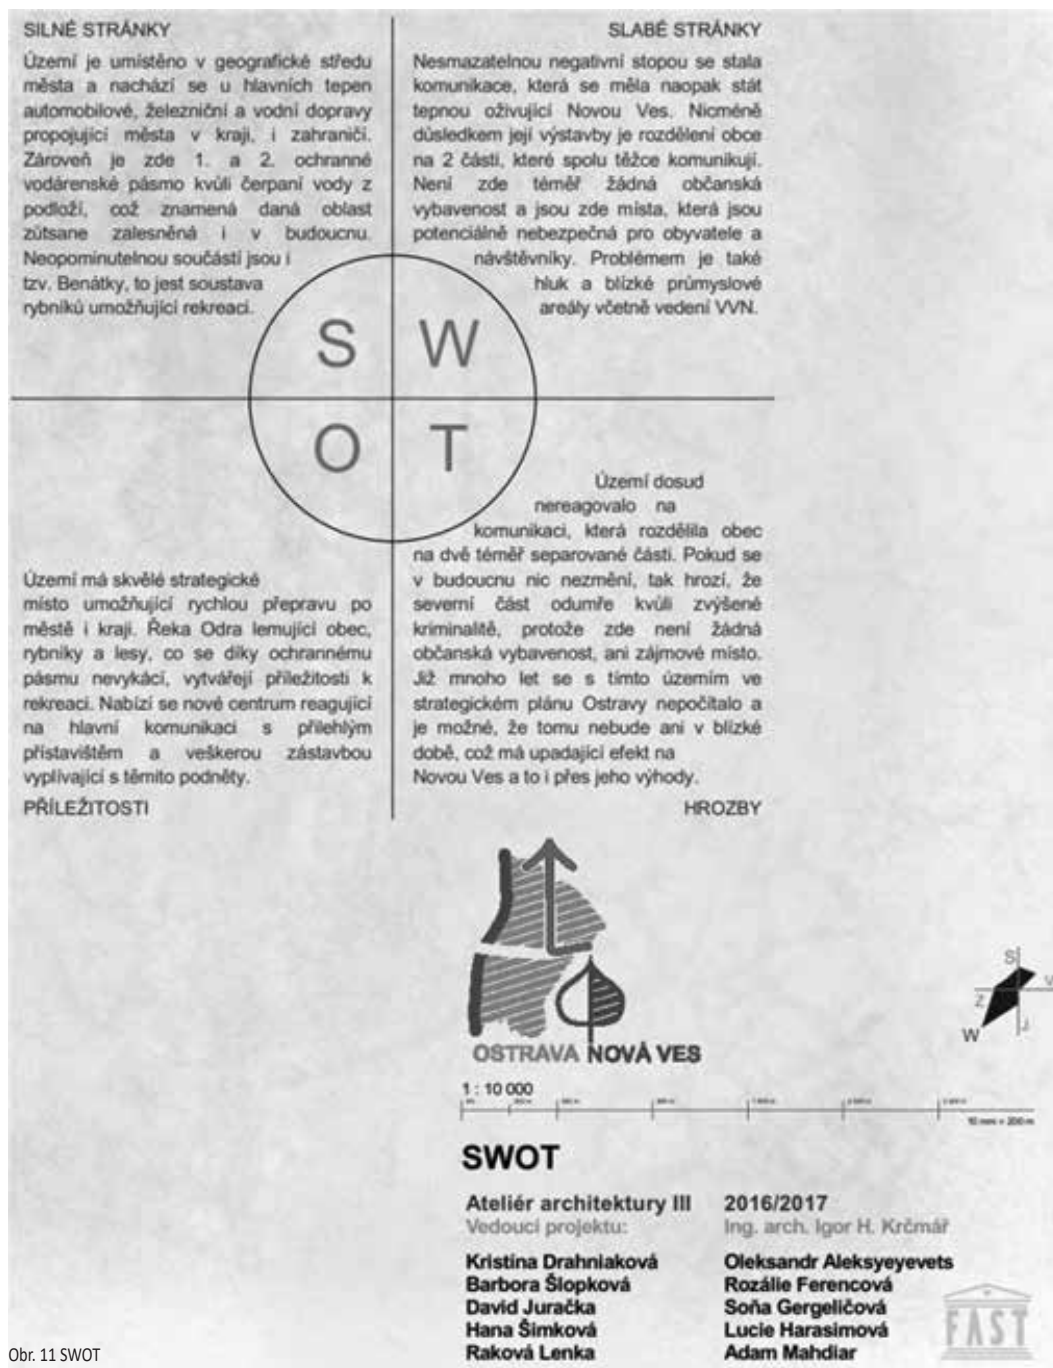 SILNÉ STRÁNKY
Území je umístěno v geografické středu
města a nachází se u hlavních tepen
automobilové, železniční a vodní dopravy
propojující města v kraji, i zahraničí.
Zároveň je zde 1. a 2. ochranné
vodárenské pásmo kvůli čerpaní vody z
podloží, což znamená daná oblast
zůtsane zalesněná i v budoucnu.
Neopominutelnou součástí jsou i
tzv. Benátky, to jest soustava
rybníků umožňující rekreaci.
SLABÉ STRÁNKY
Nesmazatelnou negativní stopou se stala
komunikace, která se měla naopak stát
tepnou oživující Novou Ves. Nicméně
důsledkem její výstavby je rozdělení obce
na 2 části, které spolu těžce komunikují.
Není zde téměř žádná občanská
vybavenost a jsou zde místa, která jsou
potenciálně nebezpečná pro obyvatele a
návštěvníky. Problémem je také
hluk a blízké průmyslové
areály včetně vedení VVN.
S W
O T
Území má skvělé strategické
místo umožňující rychlou přepravu po
městě i kraji. Řeka Odra lemující obec,
rybníky a lesy, co se díky ochrannému
pásmu nevykácí, vytvářejí příležitosti k
rekreaci. Nabízí se nové centrum reagující
na hlavní komunikaci s přilehlým
přístavištěm a veškerou zástavbou
vyplívající s těmito podněty.
PŘÍLEŽITOSTI
Území dosud
nereagovalo na
komunikaci, která rozdělila obec
na dvě téměř separované části. Pokud se
v budoucnu nic nezmění, tak hrozí, že
severní část odumře kvůli zvýšené
kriminalitě, protože zde není žádná
občanská vybavenost, ani zájmové místo.
Již mnoho let se s tímto územím ve
strategickém plánu Ostravy nepočítalo a
je možné, že tomu nebude ani v blízké
době, což má upadající efekt na
Novou Ves a to i přes jeho výhody.
HROZBY
OSTRAVA NOVÁ VES
S
V
Z
J
W
1 : 10 000
10 mm = 200 m
SWOT
Ateliér architektury III 2016/2017
Vedoucí projektu: Ing. arch. Igor H. Krčmář
Kristina Drahniaková Oleksandr Aleksyeyevets
Barbora Šlopková Rozálie Ferencová
David Juračka Soňa Gergeličová
Hana Šimková Lucie Harasimová
Raková Lenka Adam Mahdiar
FAST
Obr. 11 SWOT